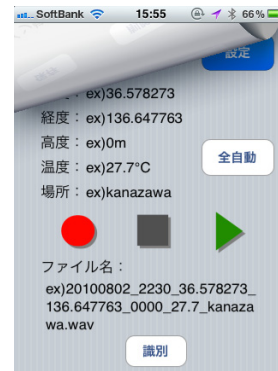 SoftBank 15:55 66%
設定
: ex)36.578273
経度：ex)136.647763
高度：ex)0m
全自動
温度：ex)27.7°C
場所：ex)kanazawa
ファイル名：
ex)20100802_2230_36.578273_
136.647763_0000_27.7_kanaza
wa.wav
識別